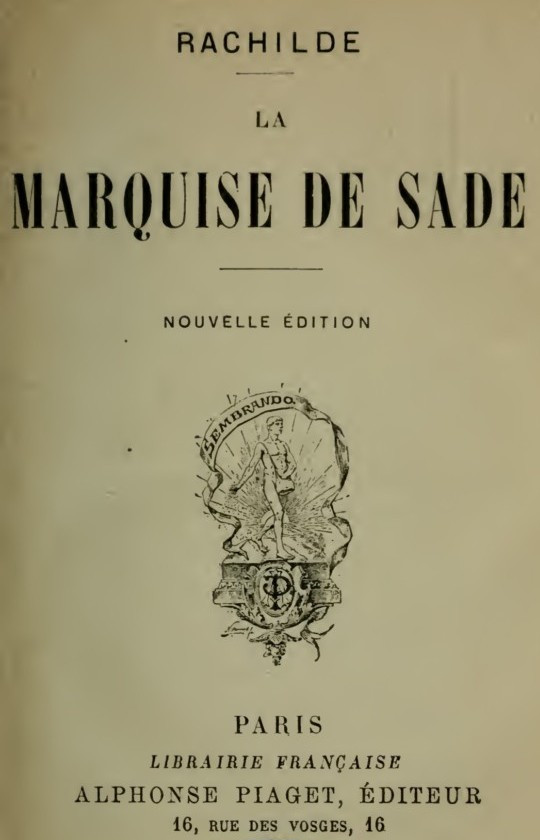 RACHILDE
LA
MARQUISE DE SADE
NOUVELLE ÉDITION
SEMBRANDO
PARIS
LIBRAIRIE FRANÇAISE
ALPHONSE PIAGET, ÉDITEUR
16, RUE DES VOSGES, 16